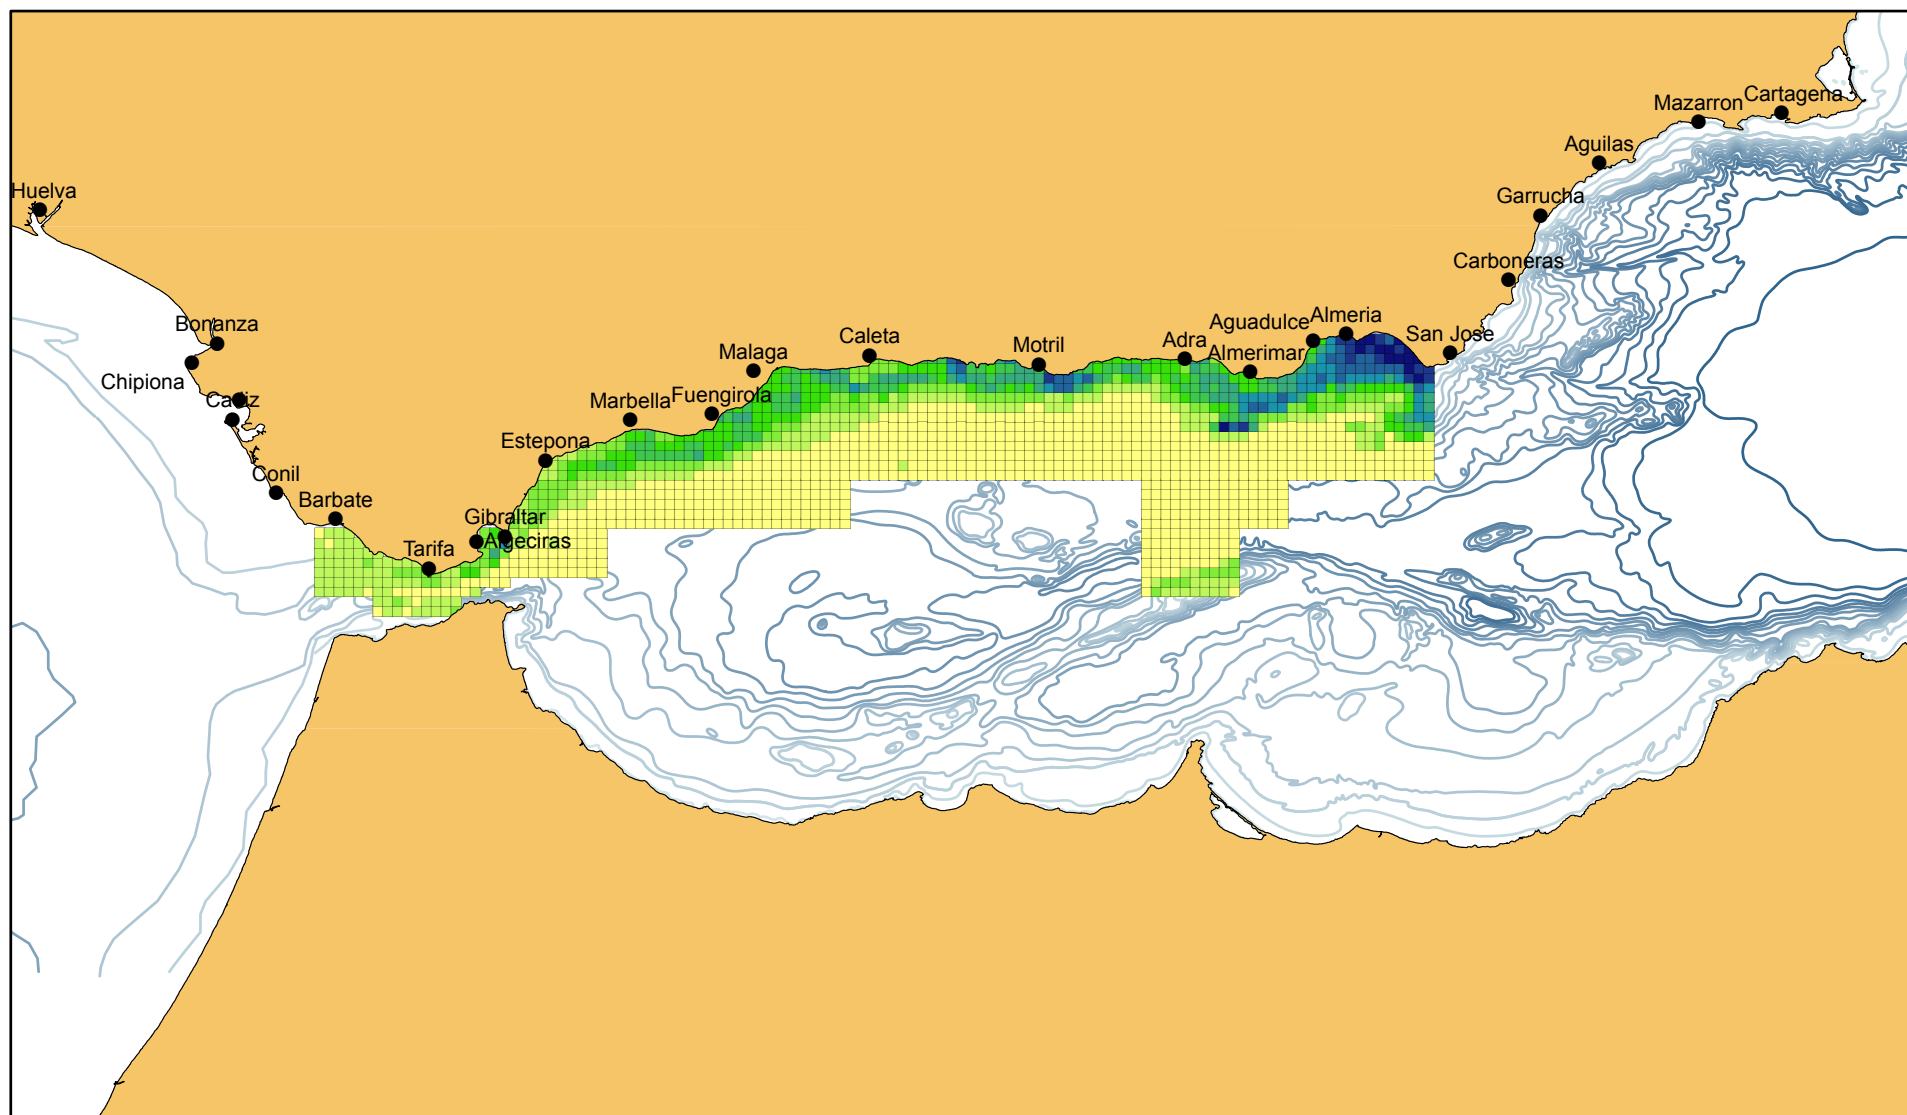 Cartagena
Mazarron
Aguilas
Huelva
Garrucha
Carboneras
Bonanza
Almeria
Aguadulce
San Jose
Caleta
Motril
Adra
Malaga
Almerimar
Chipiona
Fuengirola
Marbella
Cadiz
Estepona
Conil
Barbate
Gibraltar
Algeciras
Tarifa